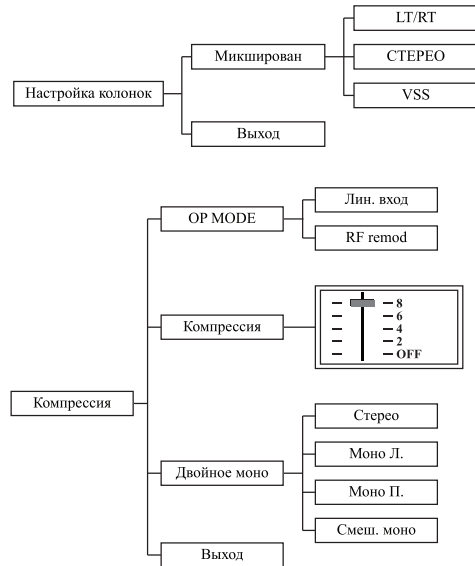 LT/RT
Микширован
СТЕРЕО
Настройка колонок
VSS
Выход
Лин. вход
OP MODE
RF remod
8
6
Компрессия
4
2
OFF
Компрессия
Стерео
Моно Л.
Двойное моно
Моно П.
Смеш. моно
Выход